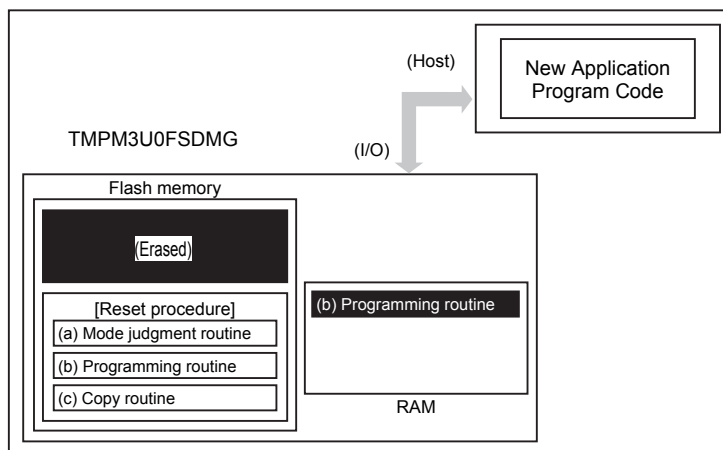 (Host)
New Application
Program Code
TMPM3U0FSDMG
(I/O)
Flash memory
(Erased)
[Reset procedure]
(a) Mode judgment routine
(b) Programming routine
(c) Copy routine
(b) Programming routine
RAM